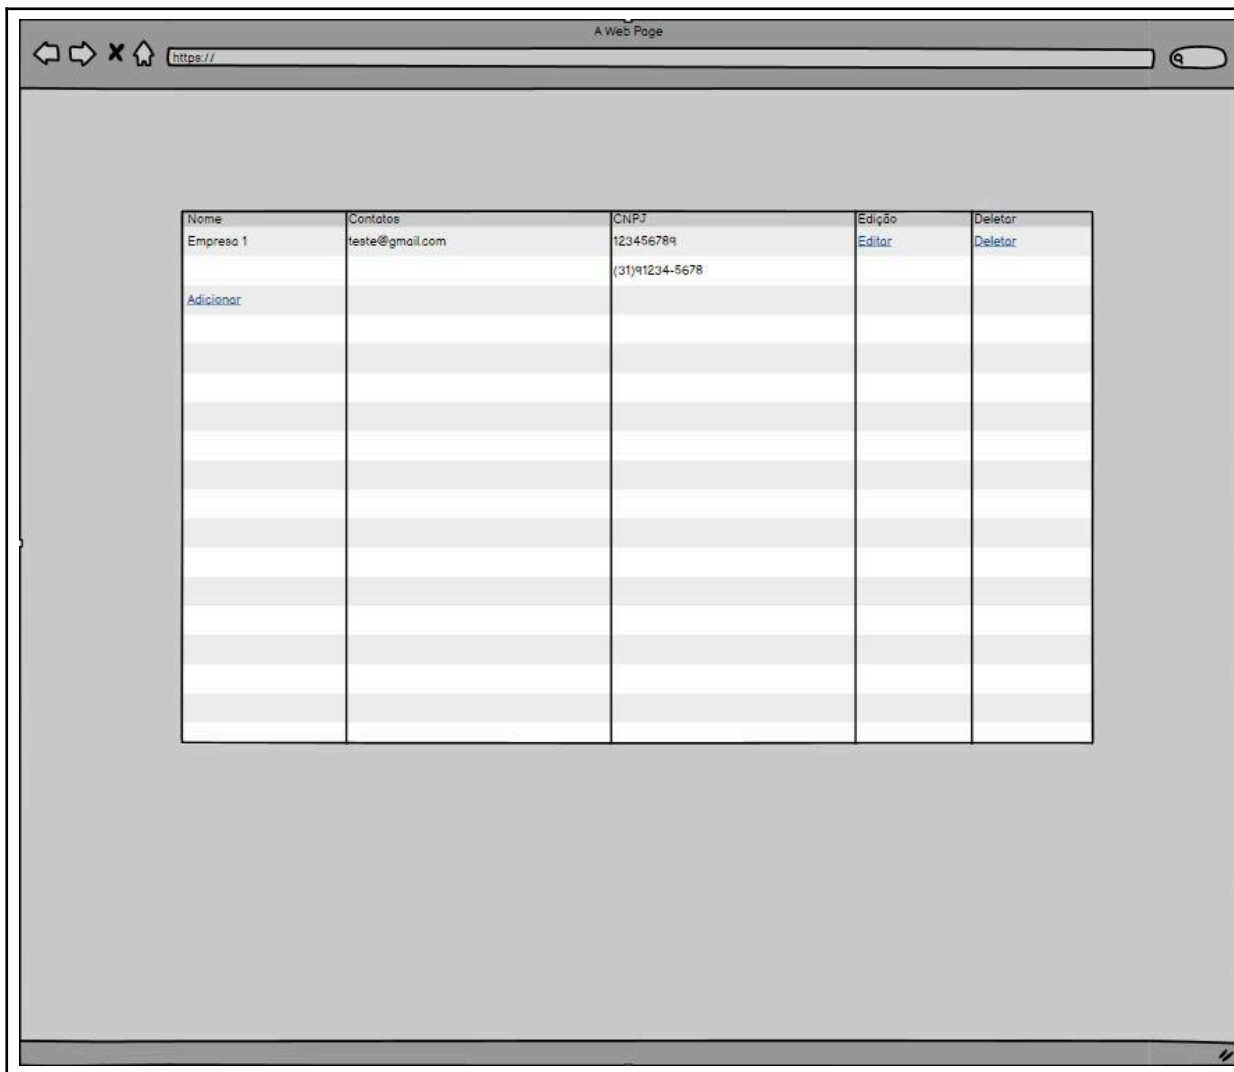 A Web Page
https://
Nome Contatos CNPJ Edição Deletar
Empresa 1 teste@gmail.com 123456789 Editar Deletar
(31)91234-5678
Adicionar